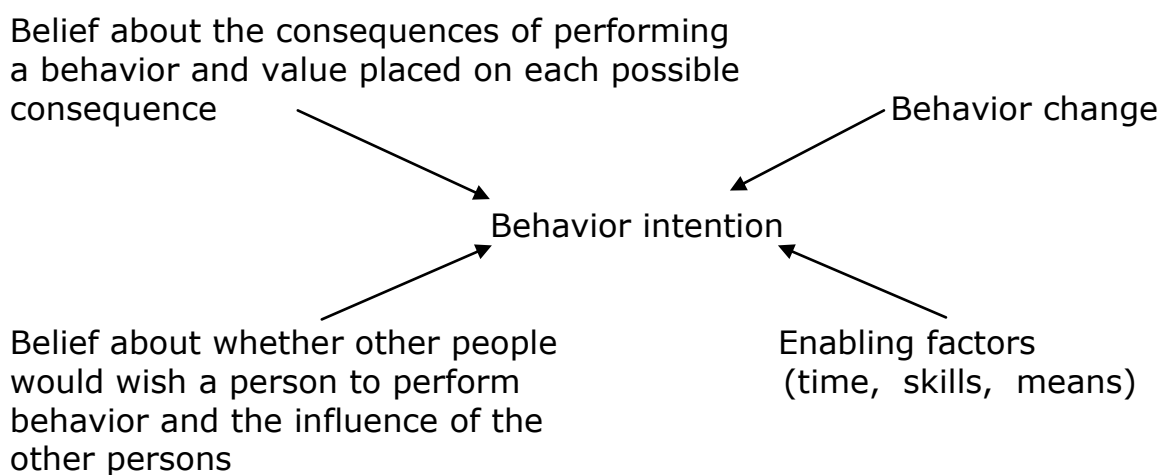 Belief about the consequences of performing
a behavior and value placed on each possible
consequence
Behavior change
Behavior intention
Belief about whether other people
would wish a person to perform
behavior and the influence of the
other persons
Enabling factors
(time, skills, means)